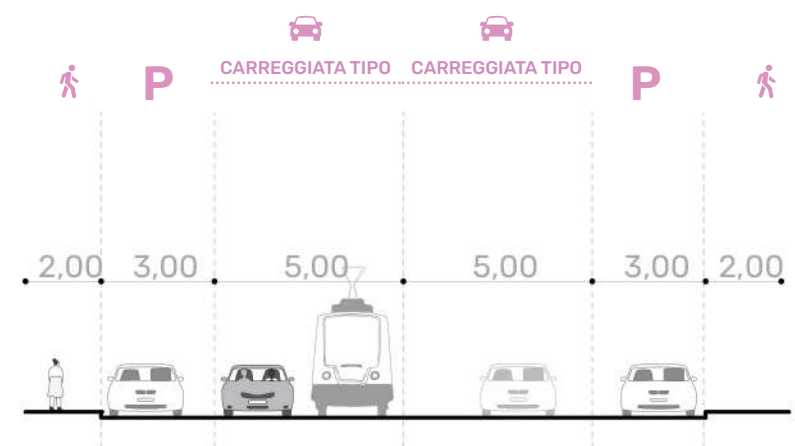 CARREGGIATA TIPO CARREGGIATA TIPO
P P
2,00 3,00 5,00 5,00 3,00 2,00